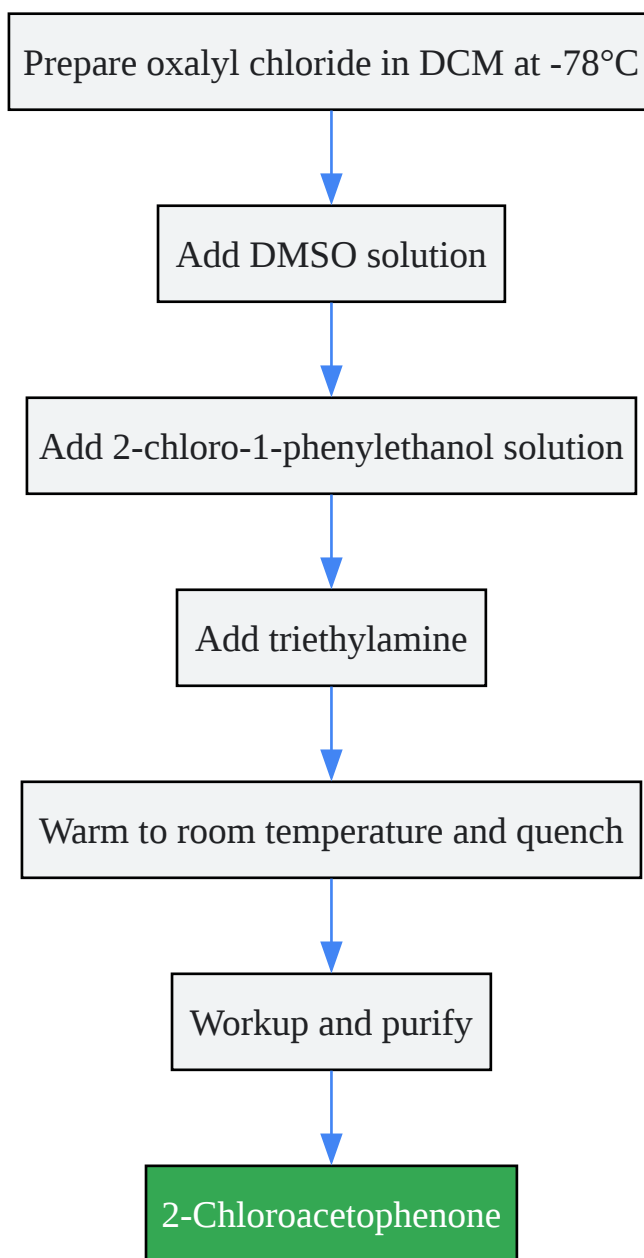 Prepare oxalyl chloride in DCM at -78°C
Add DMSO solution
Add 2-chloro-1-phenylethanol solution
Add triethylamine
Warm to room temperature and quench
Workup and purify
2-Chloroacetophenone